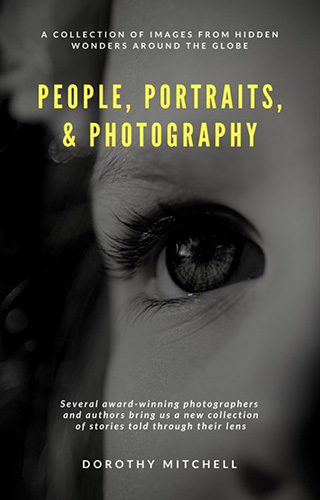 A COLLECTION OF IMAGES FROM HIDDEN
WONDERS AROUND THE GLOBE
PEOPLE, PORTRAITS,
& PHOTOGRAPHY
Several award-winning photographers
and authors bring us a new collection
of stories told through their lens
DOROTHY MITCHELL